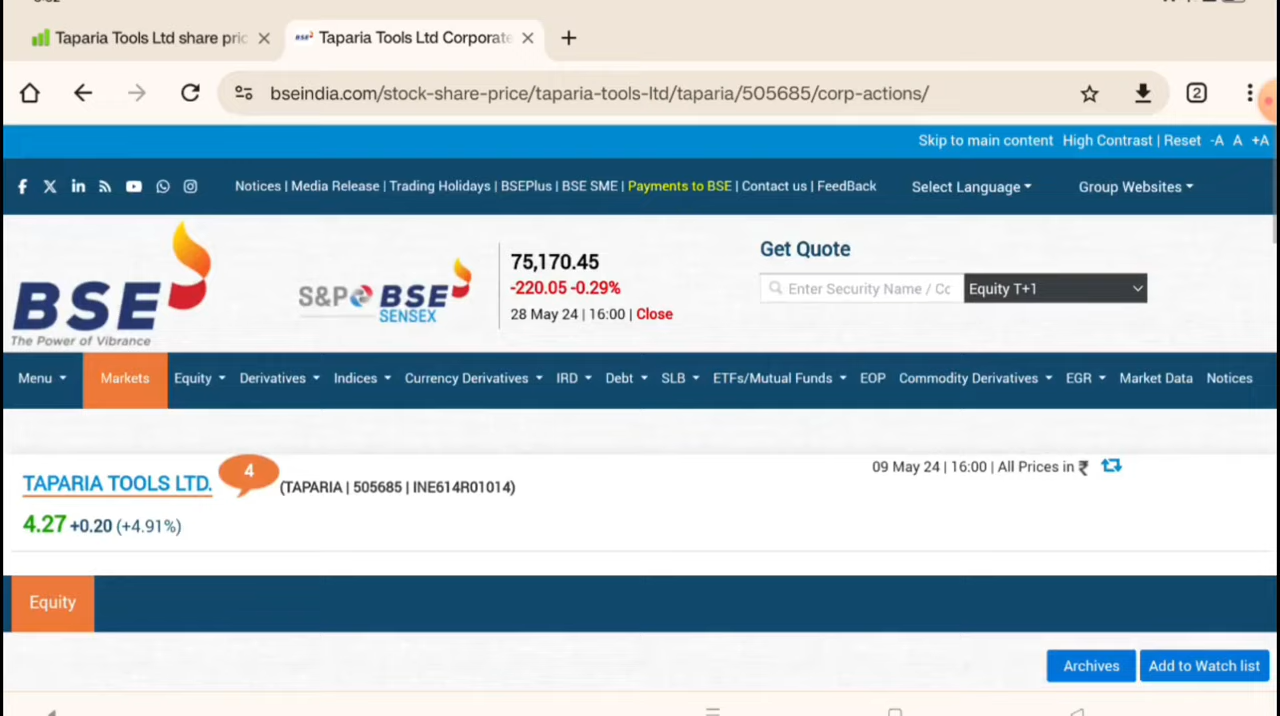 Taparia Tools Ltd share pric
BSE Taparia Tools Ltd Corporate
bseindia.com/stock-share-price/taparia-tools-ltd/taparia/505685/corp-actions/
2
Skip to main content High Contrast | Reset -A A +A
Notices | Media Release | Trading Holidays | BSEPlus | BSE SME | Payments to BSE | Contact us | FeedBack Select Language Group Websites
BSE
The Power of Vibrance
S&P BSE
SENSEX
75,170.45
-220.05 -0.29%
28 May 24 | 16:00 | Close
Get Quote
Enter Security Name / Cc Equity T+1
Menu Markets Equity Derivatives Indices Currency Derivatives IRD Debt SLB ETFs/Mutual Funds EOP Commodity Derivatives EGR Market Data Notices
09 May 24 | 16:00 | All Prices in ₹
TAPARIA TOOLS LTD. 4 (TAPARIA | 505685 | INE614R01014)
4.27 +0.20 (+4.91%)
Equity
Archives Add to Watch list